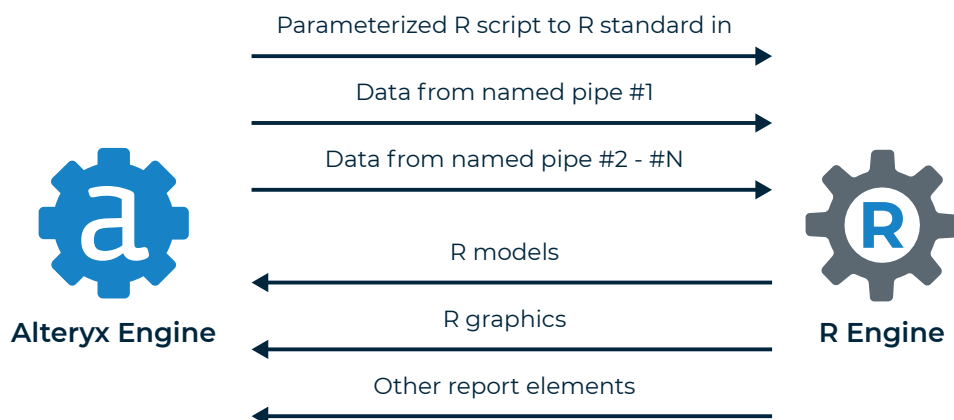 Parameterized R script to R standard in
Data from named pipe #1
Data from named pipe #2 - #N
a
R
R models
Alteryx Engine
R graphics
R Engine
Other report elements